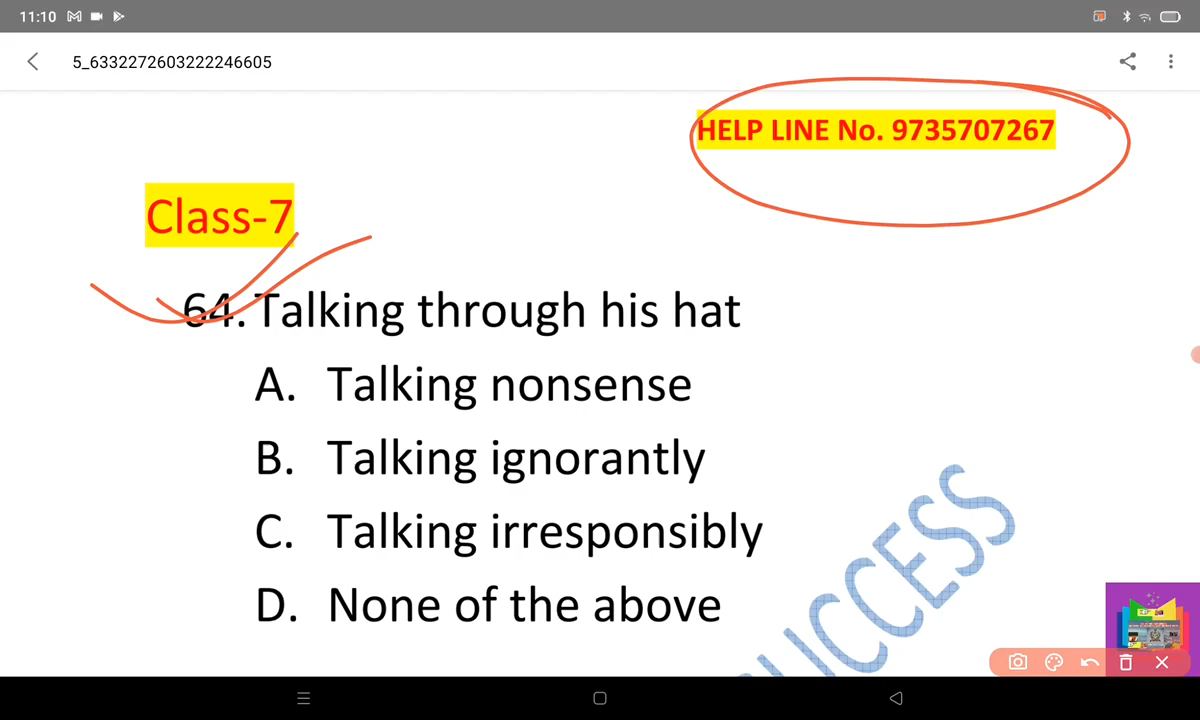 11:10
5_6332272603222246605
HELP LINE No. 9735707267
Class-7
64. Talking through his hat
A. Talking nonsense
B. Talking ignorantly
C. Talking irresponsibly
D. None of the above
SUCCESS